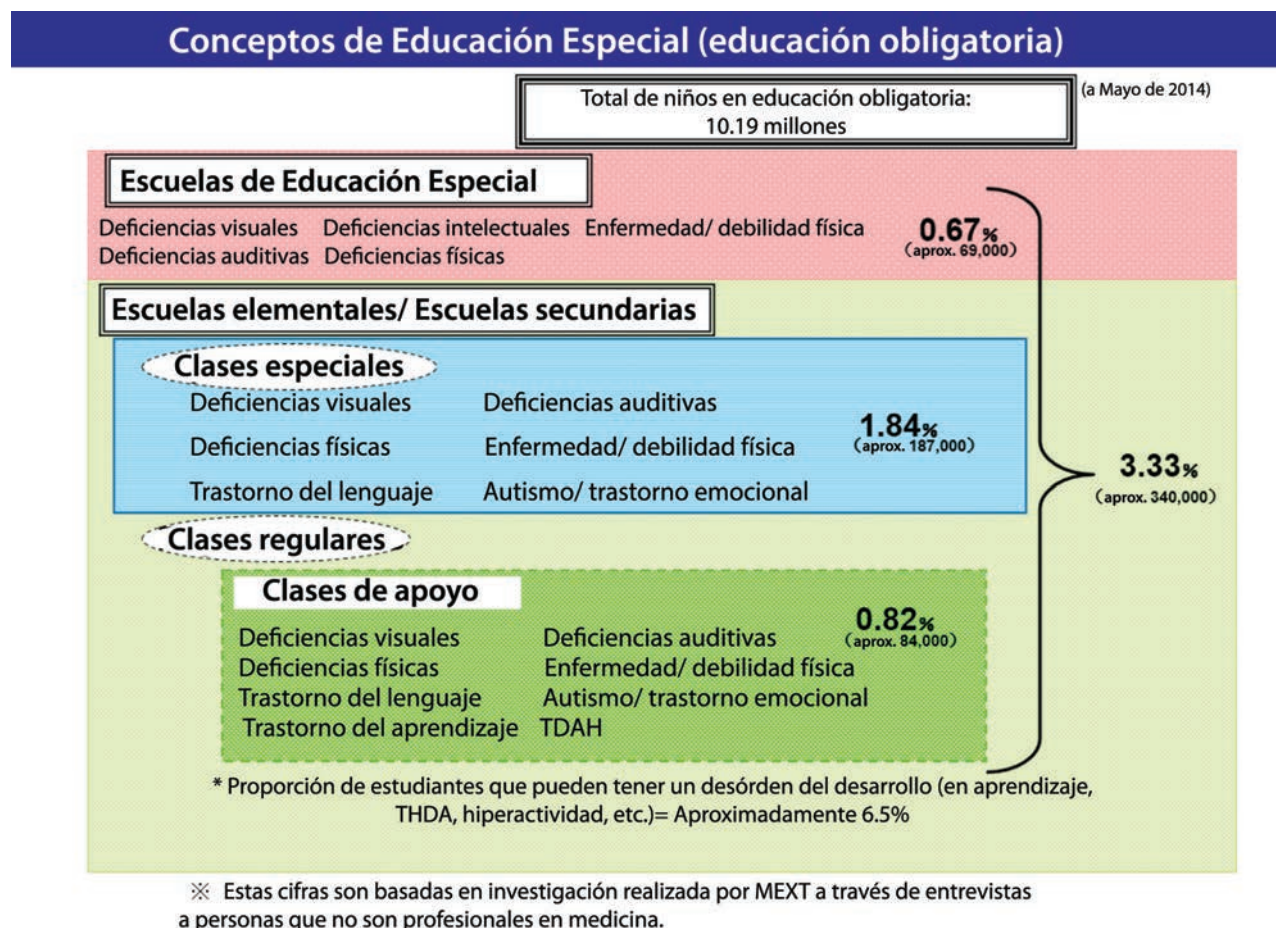 Conceptos de Educación Especial (educación obligatoria)
(a Mayo de 2014)
Total de niños en educación obligatoria:
10.19 millones
Escuelas de Educación Especial
Deficiencias visuales Deficiencias intelectuales Enfermedad/ debilidad física
Deficiencias auditivas Deficiencias físicas
0.67%
(aprox. 69,000)
Escuelas elementales/ Escuelas secundarias
Clases especiales
Deficiencias visuales Deficiencias auditivas
Deficiencias físicas Enfermedad/ debilidad física
Trastorno del lenguaje Autismo/ trastorno emocional
1.84%
(aprox. 187,000)
3.33%
(aprox. 340,000)
Clases regulares
Clases de apoyo
Deficiencias visuales Deficiencias auditivas
Deficiencias físicas Enfermedad/ debilidad física
Trastorno del lenguaje Autismo/ trastorno emocional
Trastorno del aprendizaje TDAH
0.82%
(aprox. 84,000)
* Proporción de estudiantes que pueden tener un desórden del desarrollo (en aprendizaje,
THDA, hiperactividad, etc.)= Aproximadamente 6.5%
※ Estas cifras son basadas en investigación realizada por MEXT a través de entrevistas
a personas que no son profesionales en medicina.